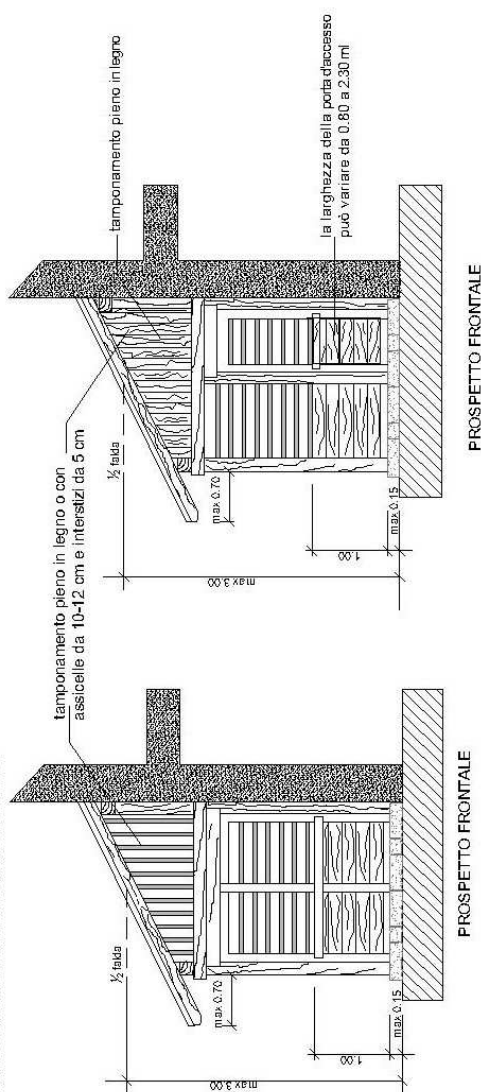 tamponamento pieno in legno o con
assicelle da 10-12 cm e interstizi da 5 cm
½ falda
max 0.70
max 3.00
1.00
max 0.15
PROSPETTO FRONTALE
tamponamento pieno in legno
½ falda
max 0.70
max 3.00
1.00
max 0.15
la larghezza della porta d'accesso
può variare da 0.80 a 2.30 ml
PROSPETTO FRONTALE